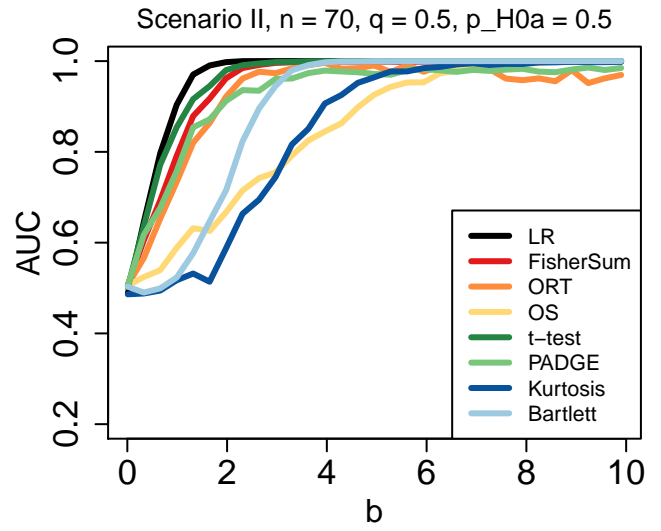 Scenario II, n = 70, q = 0.5, p_H0a = 0.5
1.0
0.8
0.6
0.4
0.2
AUC
LR
FisherSum
ORT
OS
t−test
PADGE
Kurtosis
Bartlett
0 2 4 6 8 10
b